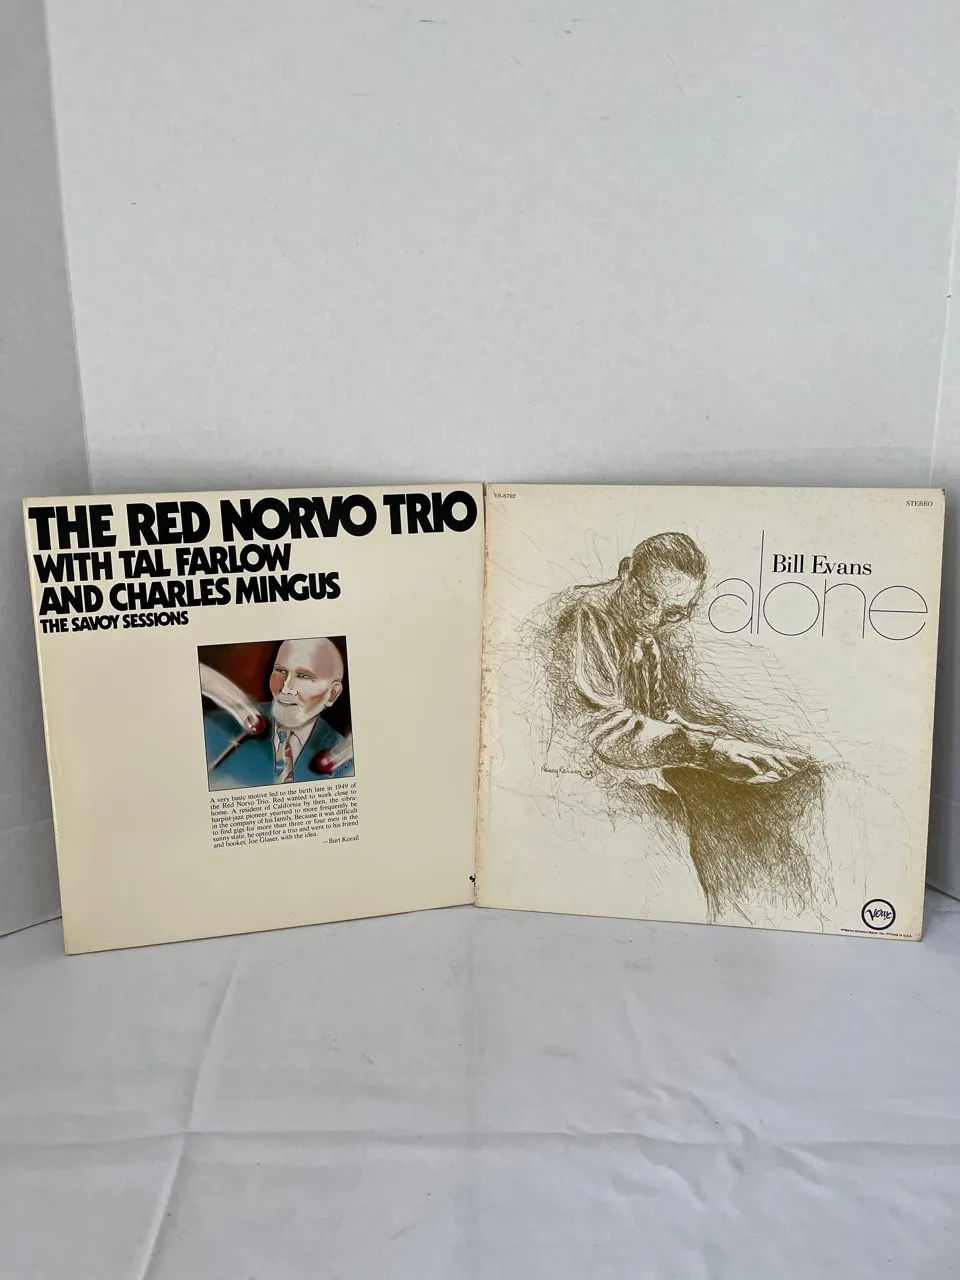 THE RED NORVO TRIO
WITH TAL FARLOW
AND CHARLES MINGUS
THE SAVOY SESSIONS
A very basic motive led to the birth late in 1949 of
the Red Norvo Trio. Red wanted to work close to
home. A resident of California by then, the vibra-
harpist-jazz pioneer yearned to more frequently be
in the company of his family. Because it was difficult
to find gigs for more than three or four men in the
sunny state, he opted for a trio and went to his friend
and booker, Joe Glaser, with the idea.
—Burt Korall
V6-8792
STEREO
Bill Evans
alone
Verve
Printed in U.S.A.